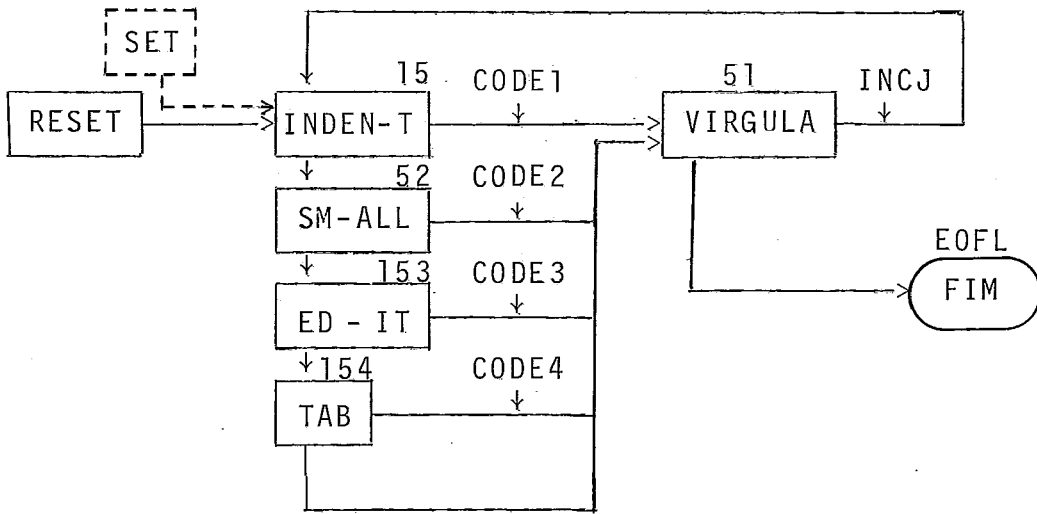 SET
15 CODE1 51 INCJ
RESET INDEN-T VIRGULA
52 CODE2
SM-ALL
EOFL
153 CODE3
ED-IT FIM
154 CODE4
TAB